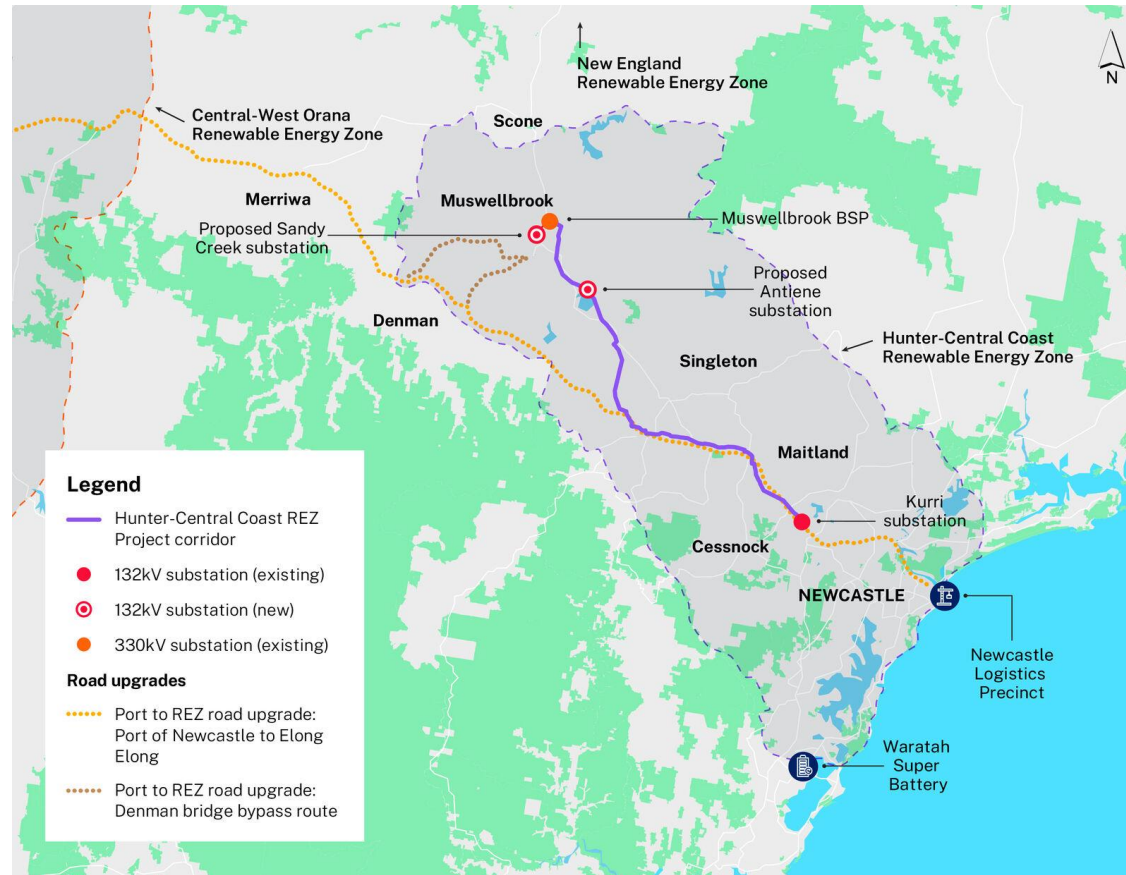 New England
Renewable Energy Zone
N
Central-West Orana
Renewable Energy Zone
Scone
Merriwa
Muswellbrook
Muswellbrook BSP
Proposed Sandy
Creek substation
Proposed
Antiene
substation
Denman
Hunter-Central Coast
Renewable Energy Zone
Singleton
Maitland
Kurri
substation
Cessnock
NEWCASTLE
Newcastle
Logistics
Precinct
Waratah
Super
Battery
Legend
Hunter-Central Coast REZ
Project corridor
132kV substation (existing)
132kV substation (new)
330kV substation (existing)
Road upgrades
Port to REZ road upgrade:
Port of Newcastle to Elong
Elong
Port to REZ road upgrade:
Denman bridge bypass route